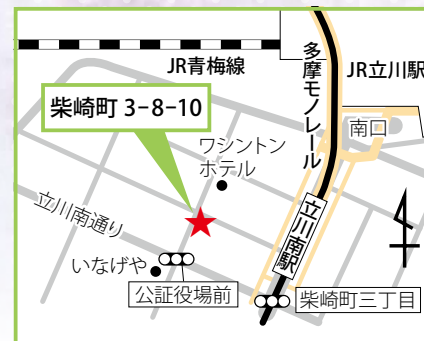 JR青梅線
多摩モノレール
JR立川駅
柴崎町 3-8-10
南口
ワシントン
ホテル
立川南通り
立川南駅
いなげや
公証役場前
柴崎町三丁目